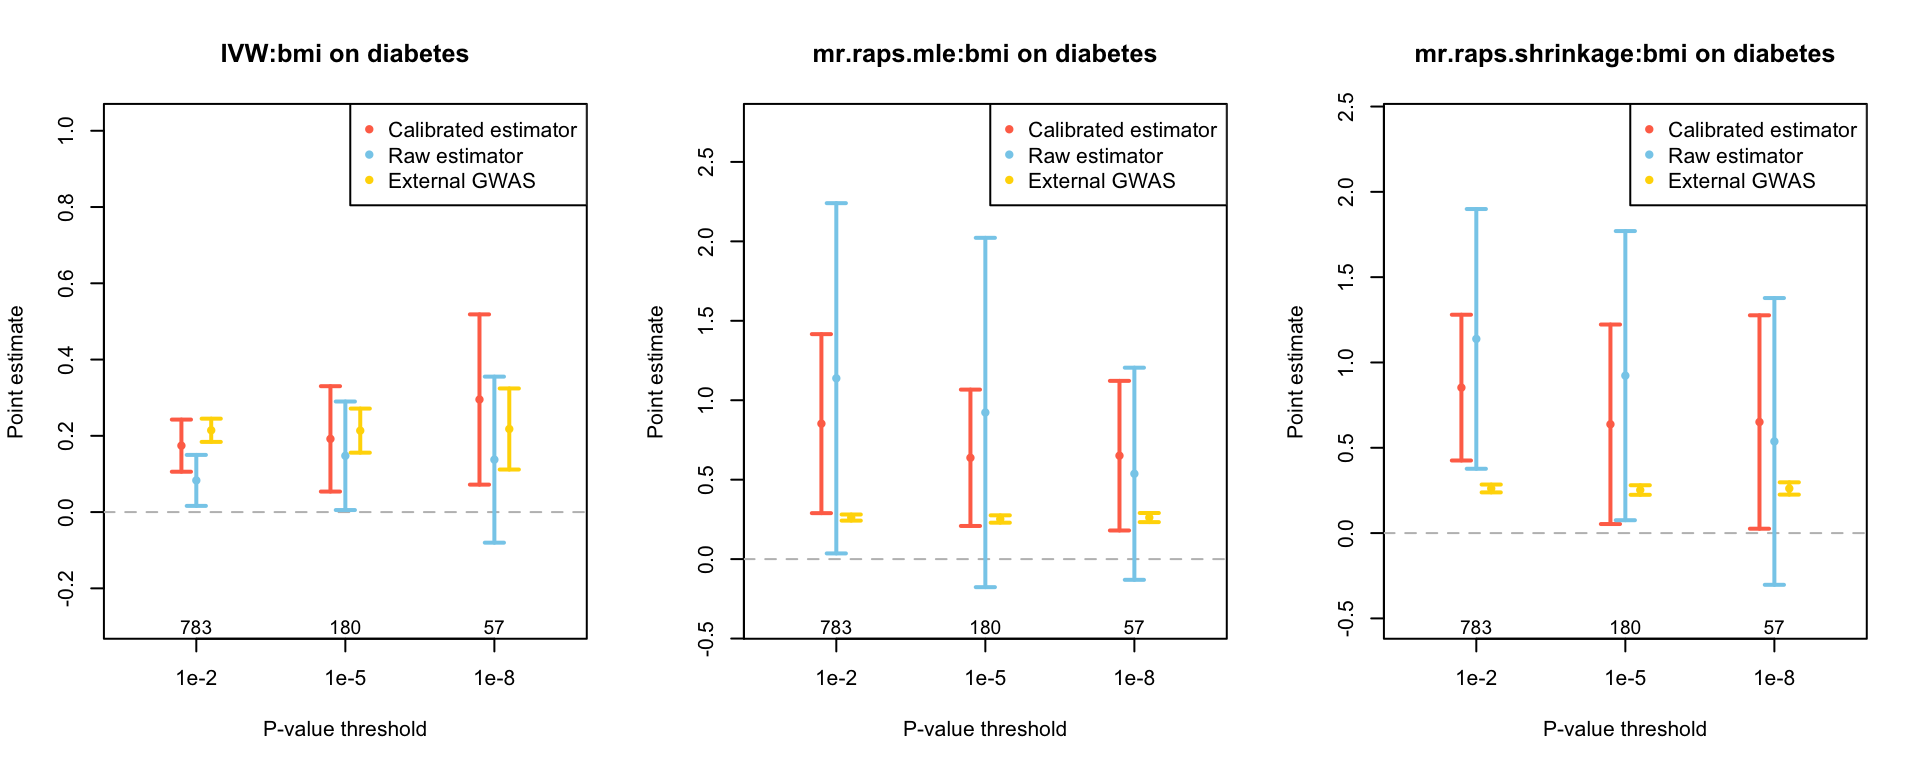 IVW:bmi on diabetes
Point estimate
1.0
0.8
0.6
0.4
0.2
0.0
-0.2
Calibrated estimator
Raw estimator
External GWAS
783 180 57
1e-2 1e-5 1e-8
P-value threshold
mr.raps.mle:bmi on diabetes
Point estimate
2.5
2.0
1.5
1.0
0.5
0.0
-0.5
Calibrated estimator
Raw estimator
External GWAS
783 180 57
1e-2 1e-5 1e-8
P-value threshold
mr.raps.shrinkage:bmi on diabetes
Point estimate
2.5
2.0
1.5
1.0
0.5
0.0
-0.5
Calibrated estimator
Raw estimator
External GWAS
783 180 57
1e-2 1e-5 1e-8
P-value threshold